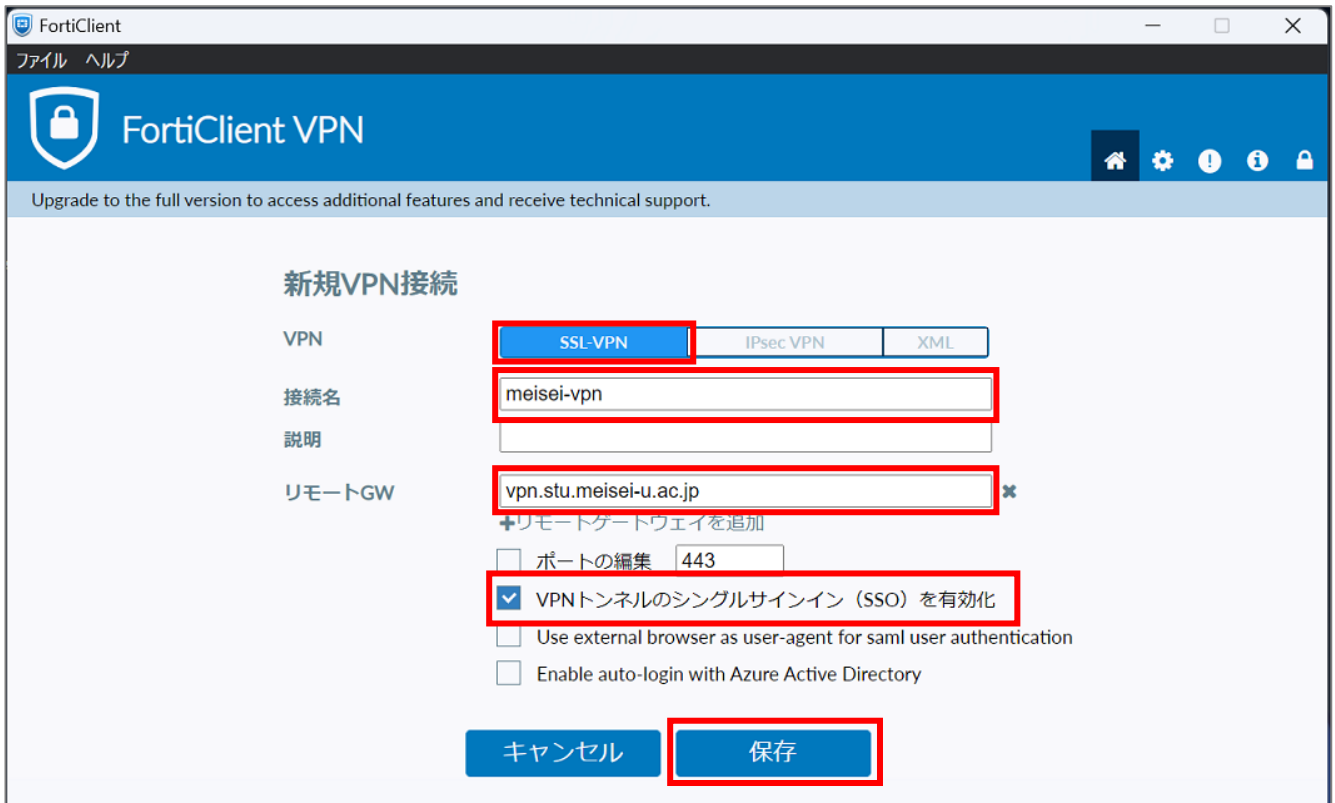 FortiClient
ファイル ヘルプ
FortiClient VPN
Upgrade to the full version to access additional features and receive technical support.
新規VPN接続
VPN SSL-VPN IPsec VPN XML
接続名 meisei-vpn
説明
リモートGW vpn.stu.meisei-u.ac.jp
リモートゲートウェイを追加
ポートの編集 443
VPNトンネルのシングルサインイン（SSO）を有効化
Use external browser as user-agent for saml user authentication
Enable auto-login with Azure Active Directory
キャンセル 保存